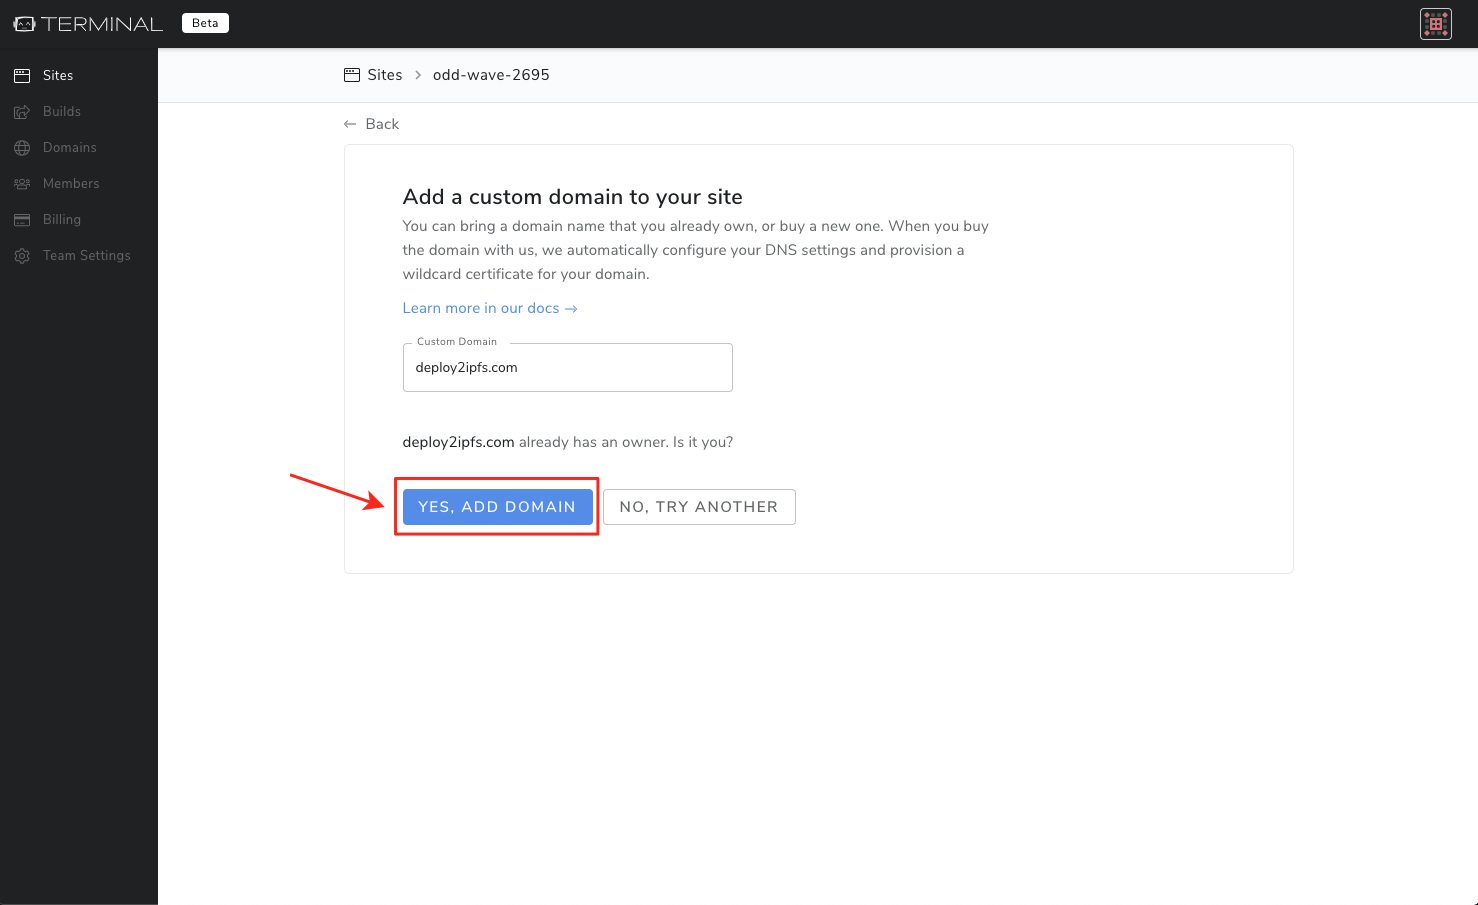 TERMINAL Beta
Sites
Builds
Domains
Members
Billing
Team Settings
Sites > odd-wave-2695
← Back
Add a custom domain to your site
You can bring a domain name that you already own, or buy a new one. When you buy
the domain with us, we automatically configure your DNS settings and provision a
wildcard certificate for your domain.
Learn more in our docs →
Custom Domain
deploy2ipfs.com
deploy2ipfs.com already has an owner. Is it you?
YES, ADD DOMAIN NO, TRY ANOTHER